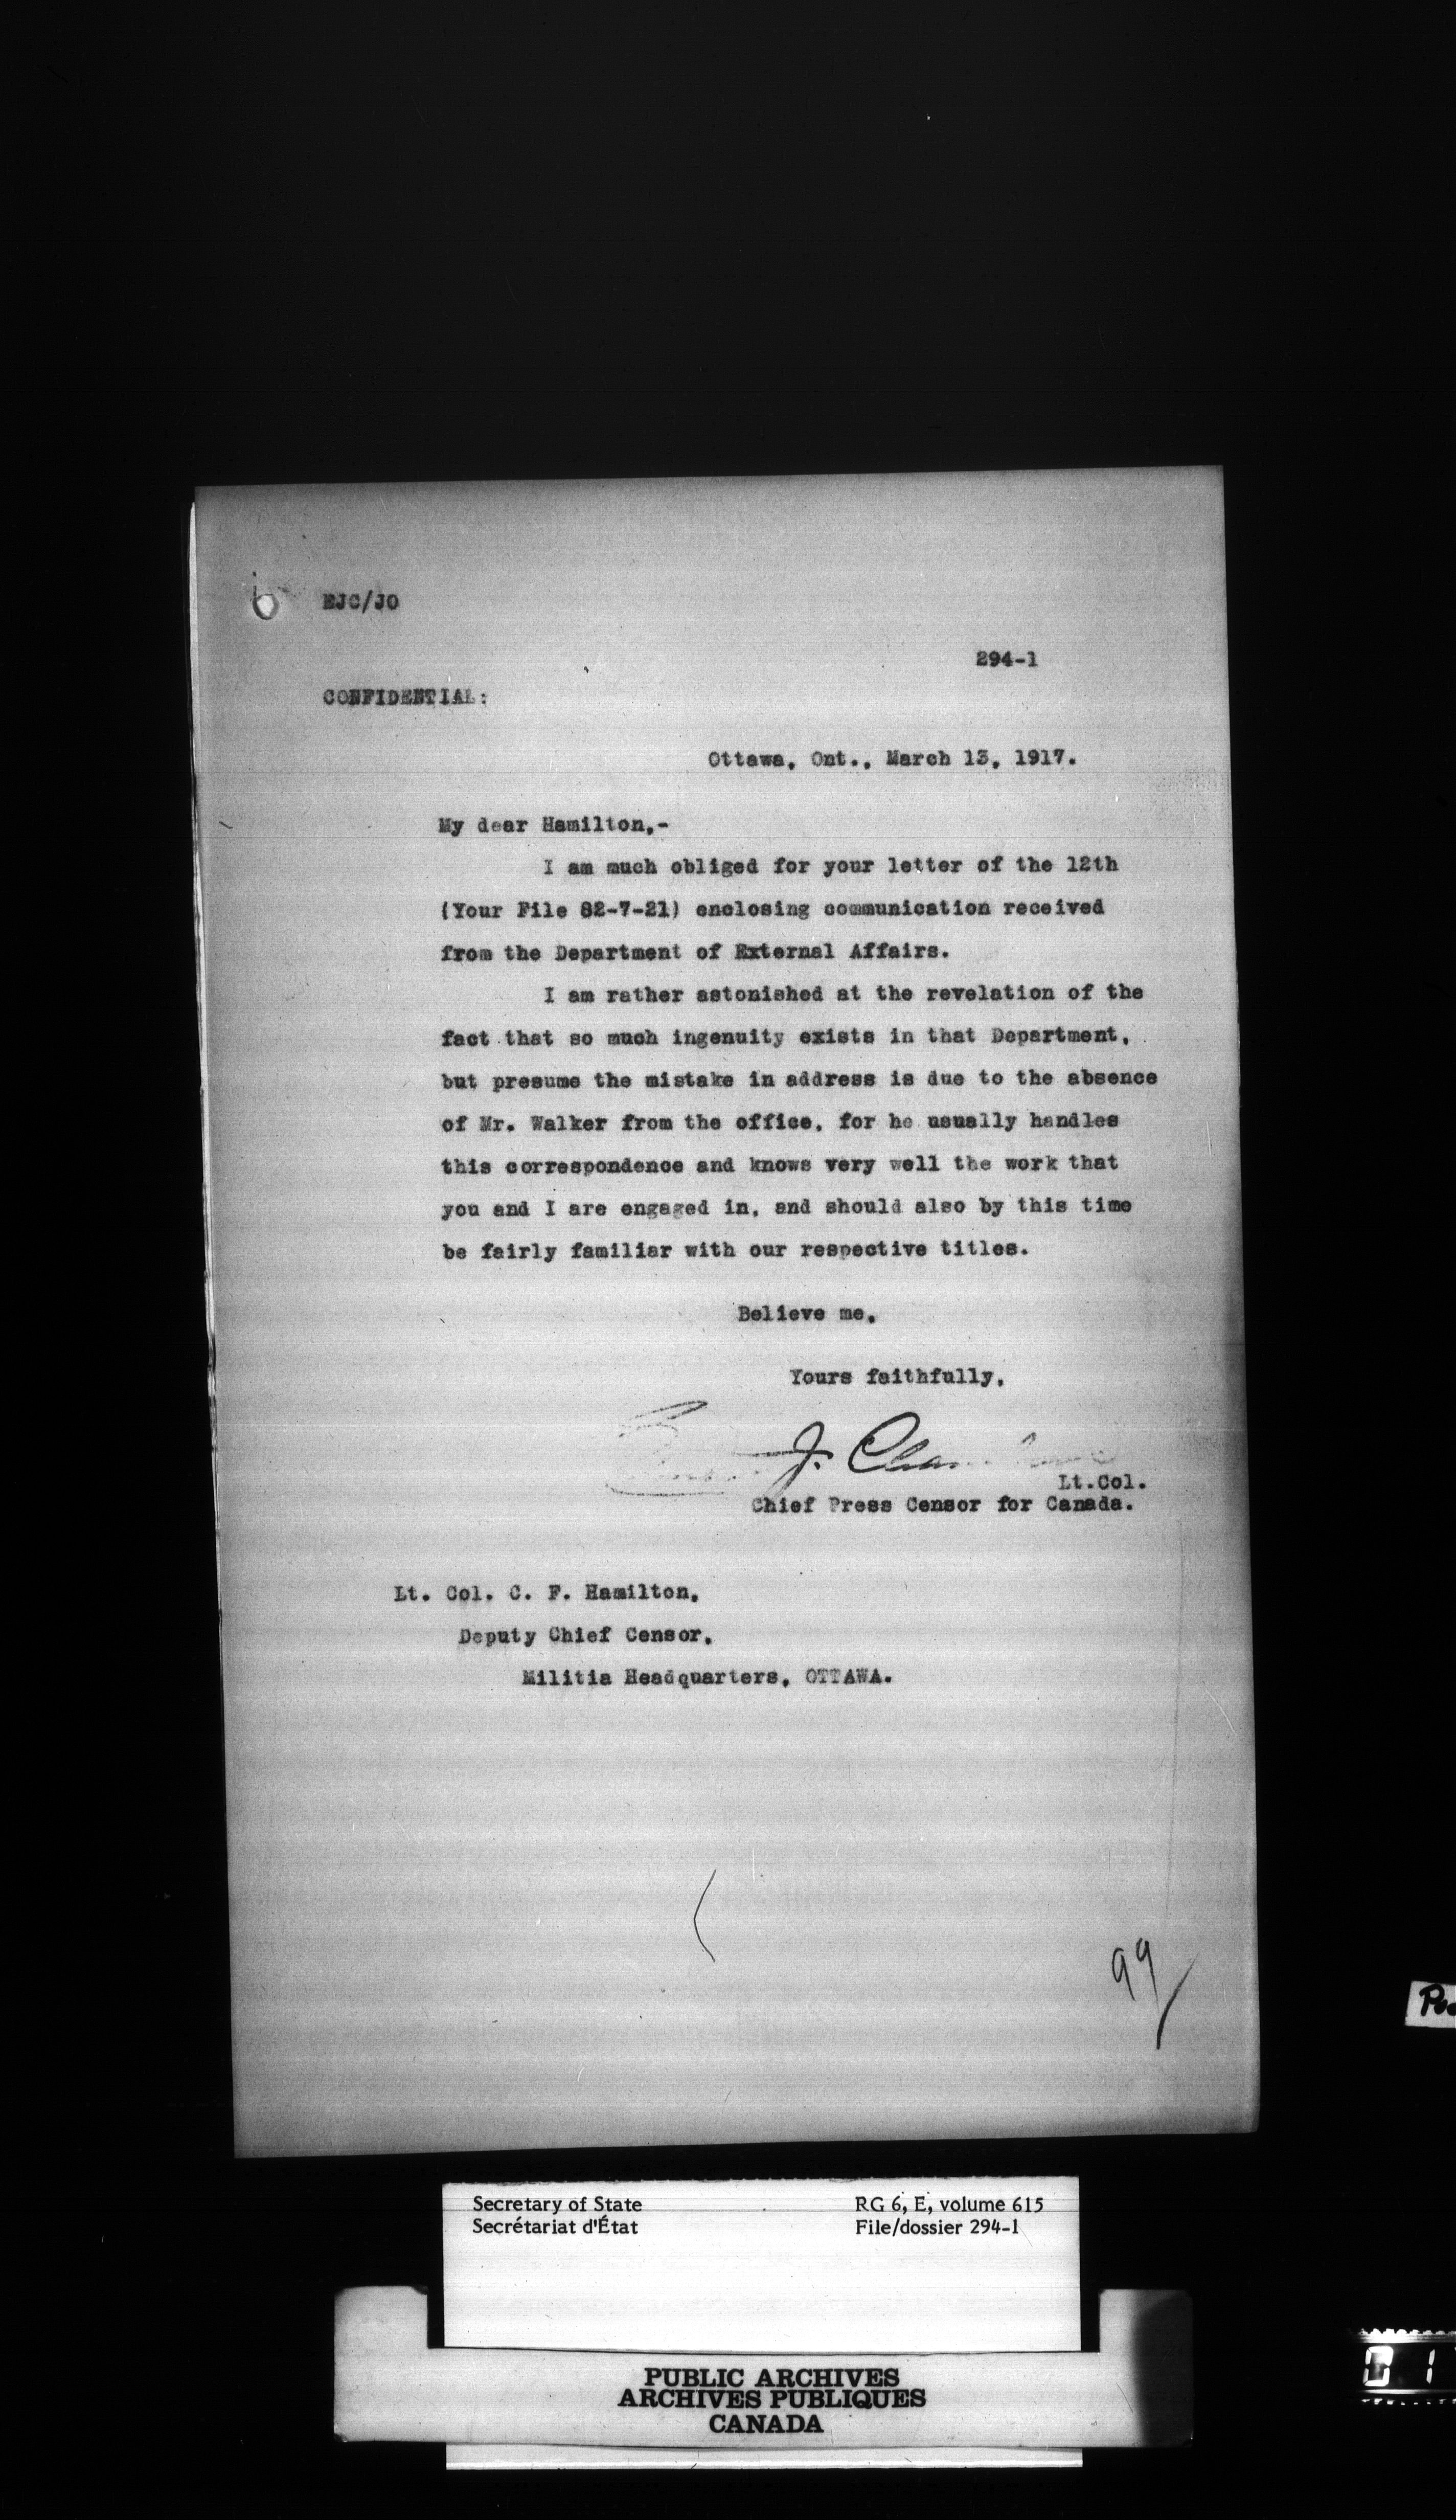 EJC/JO
294-1
CONFIDENTIAL:
Ottawa, Ont., March 13, 1917.
My dear Hamilton,-
I am much obliged for your letter of the 12th
(Your File 82-7-21) enclosing communication received
from the Department of External Affairs.
I am rather astonished at the revelation of the
fact that so much ingenuity exists in that Department,
but presume the mistake in address is due to the absence
of Mr. Walker from the office, for he usually handles
this correspondence and knows very well the work that
you and I are engaged in, and should also by this time
be fairly familiar with our respective titles.
Believe me,
Yours faithfully,
J.
Lt.Col.
Chief Press Censor for Canada.
Lt. Col. C. F. Hamilton,
Deputy Chief Censor,
Militia Headquarters, OTTAWA.
99
Secretary of State
Secrétariat d'État
RG 6, E, volume 615
File/dossier 294-1
PUBLIC ARCHIVES
ARCHIVES PUBLIQUES
CANADA